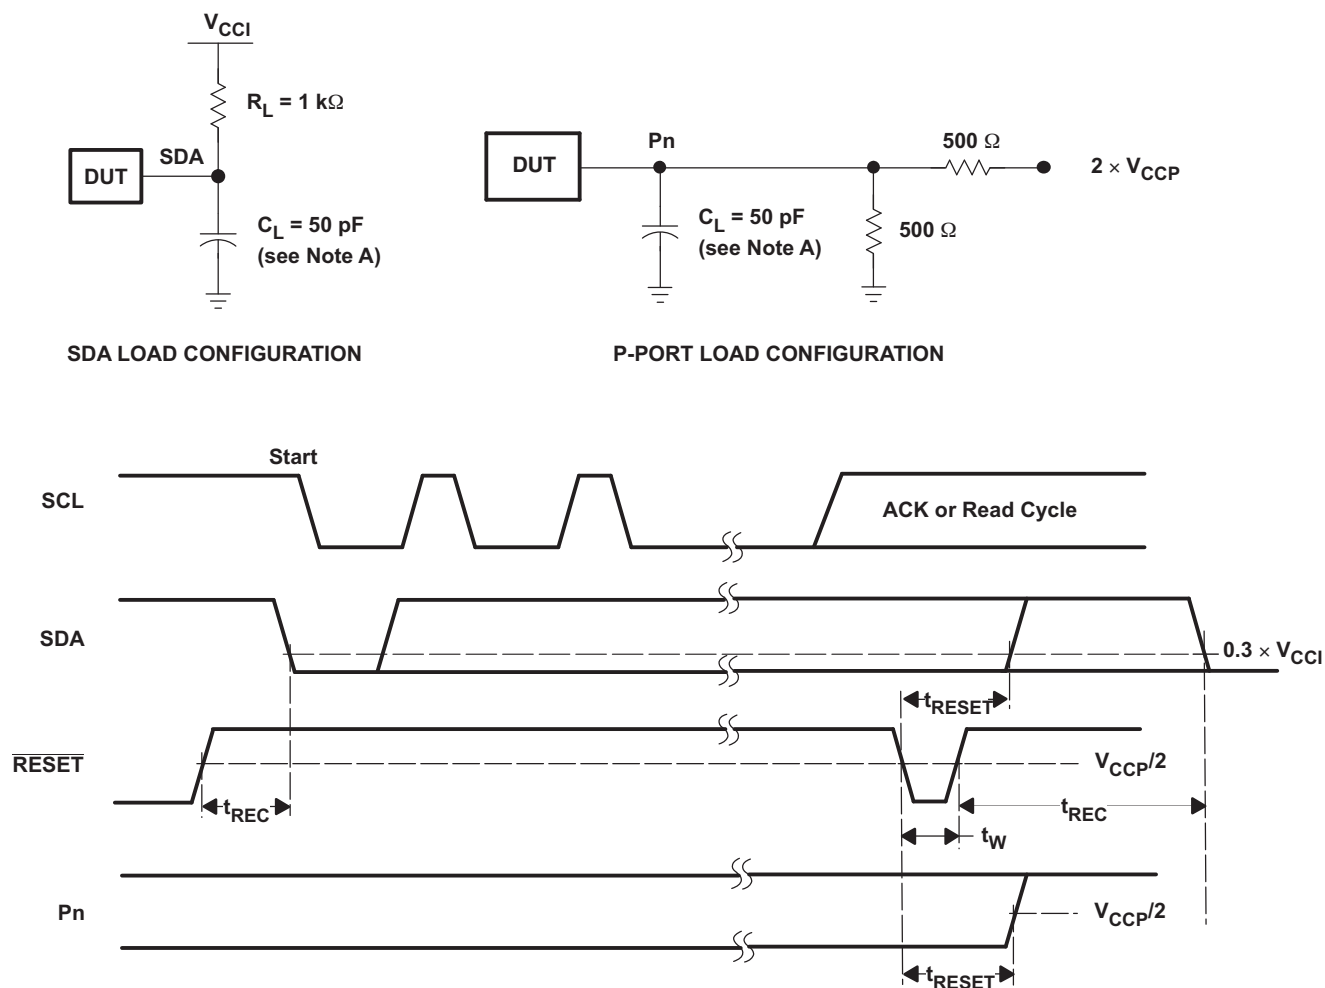 VCCI
RL = 1 kΩ
DUT
SDA
CL = 50 pF
(see Note A)
SDA LOAD CONFIGURATION
DUT
Pn
500 Ω
2 × VCCP
CL = 50 pF
(see Note A)
500 Ω
P-PORT LOAD CONFIGURATION
Start
SCL
ACK or Read Cycle
SDA
0.3 × VCCI
tRESET
RESET
VCCP/2
tREC
tREC
tW
Pn
VCCP/2
tRESET